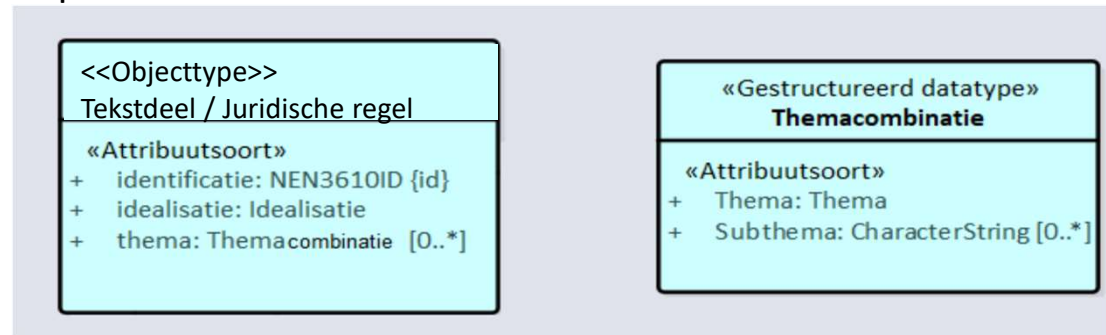 <<Objecttype>>
Tekstdeel / Juridische regel
«Attribuutsoort»
+ identificatie: NEN3610ID {id}
+ idealisatie: Idealisatie
+ thema: Themacombinatie [0..*]
«Gestructureerd datatype»
Themacombinatie
«Attribuutsoort»
+ Thema: Thema
+ Subthema: CharacterString [0..*]